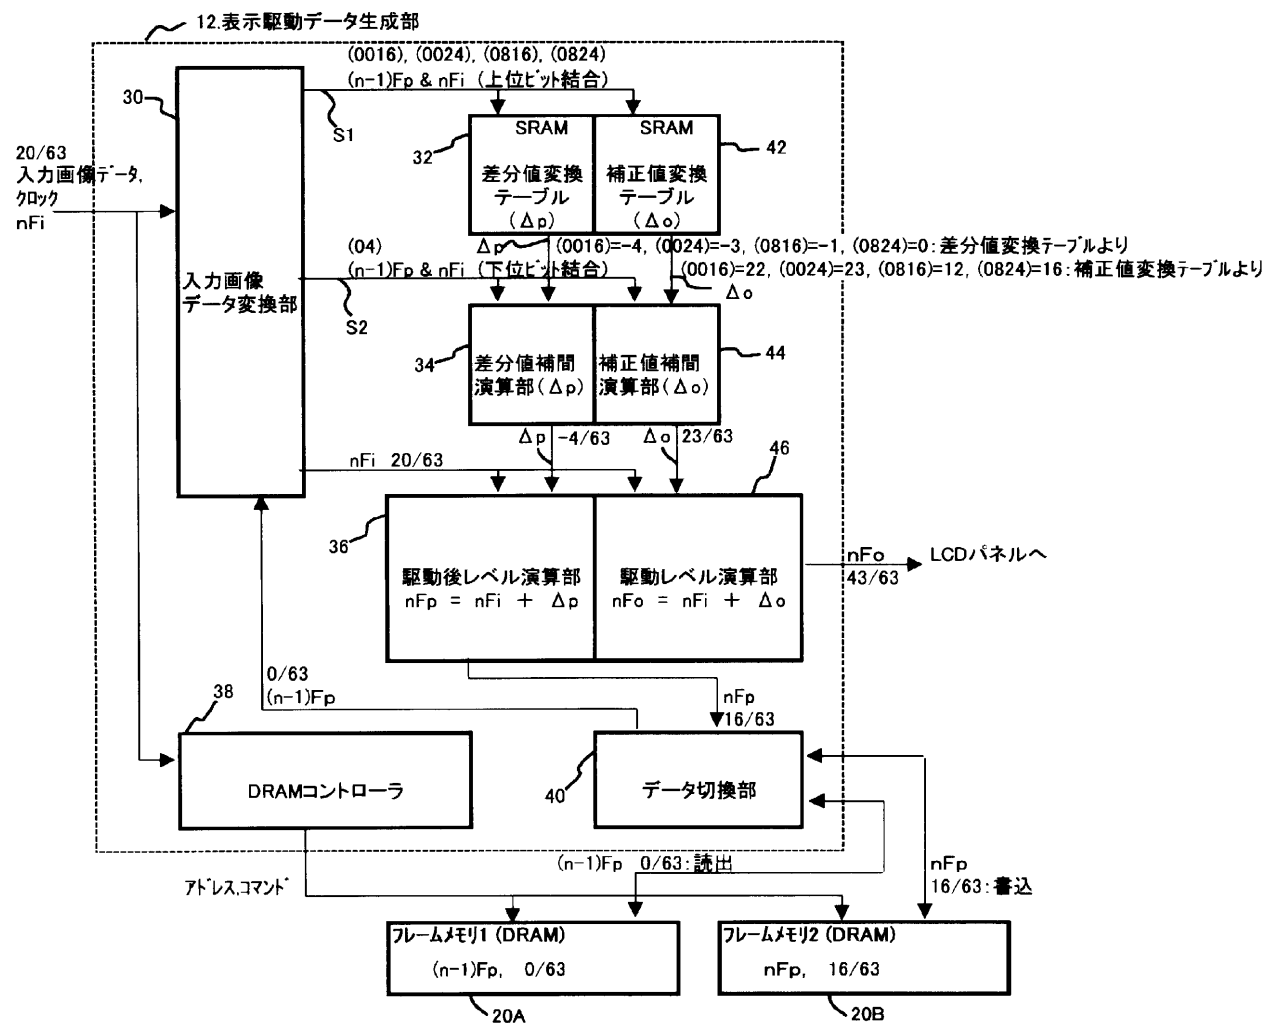 12.表示駆動データ生成部
(0016), (0024), (0816), (0824)
(n-1)Fp & nFi (上位ビット結合)
30
S1
20/63
入力画像データ,
クロック
nFi
32
SRAM
差分値変換
テーブル
(Δp)
SRAM
補正値変換
テーブル
(Δo)
42
(04)
(n-1)Fp & nFi (下位ビット結合)
Δp
(0016)=-4, (0024)=-3, (0816)=-1, (0824)=0:差分値変換テーブルより
(0016)=22, (0024)=23, (0816)=12, (0824)=16:補正値変換テーブルより
Δo
入力画像
データ変換部
S2
34
差分値補間
演算部(Δp)
補正値補間
演算部(Δo)
44
Δp -4/63
Δo 23/63
nFi 20/63
46
36
駆動後レベル演算部
nFp = nFi + Δp
駆動レベル演算部
nFo = nFi + Δo
nFo
43/63
LCDパネルへ
0/63
(n-1)Fp
nFp
16/63
38
DRAMコントローラ
40
データ切換部
(n-1)Fp 0/63:読出
nFp
16/63:書込
アドレス,コマンド
フレームメモリ1 (DRAM)
(n-1)Fp, 0/63
フレームメモリ2 (DRAM)
nFp, 16/63
20A
20B